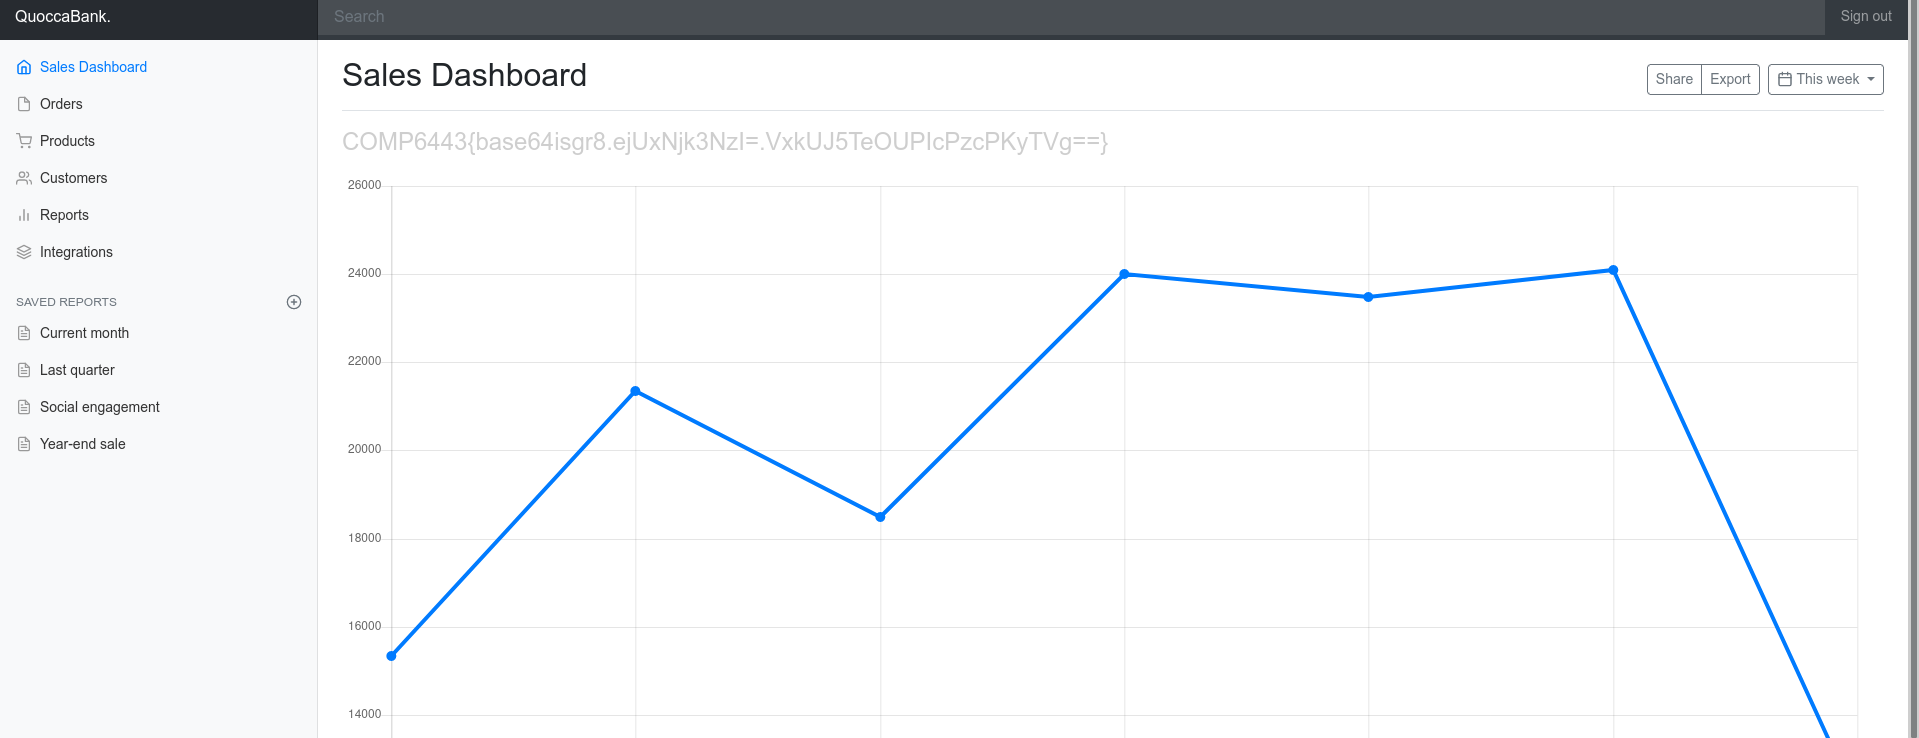 QuoccaBank.
Search
Sign out
Sales Dashboard
Orders
Products
Customers
Reports
Integrations
SAVED REPORTS
Current month
Last quarter
Social engagement
Year-end sale
Sales Dashboard
Share
Export
This week
COMP6443{base64isgr8.ejUxNjk3NzI=.VxkUJ5TeOUPIcPzcPKyTVg==}
26000
24000
22000
20000
18000
16000
14000